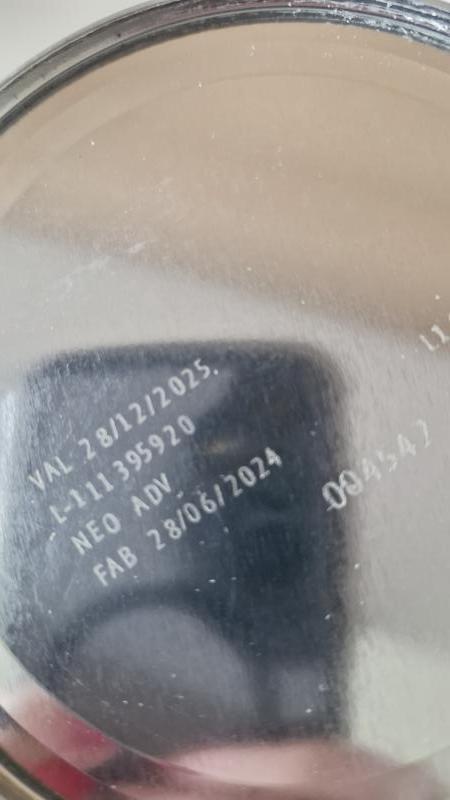 VAL 28/12/2025.
L-111395920
NEO ADV
FAB 28/06/2024